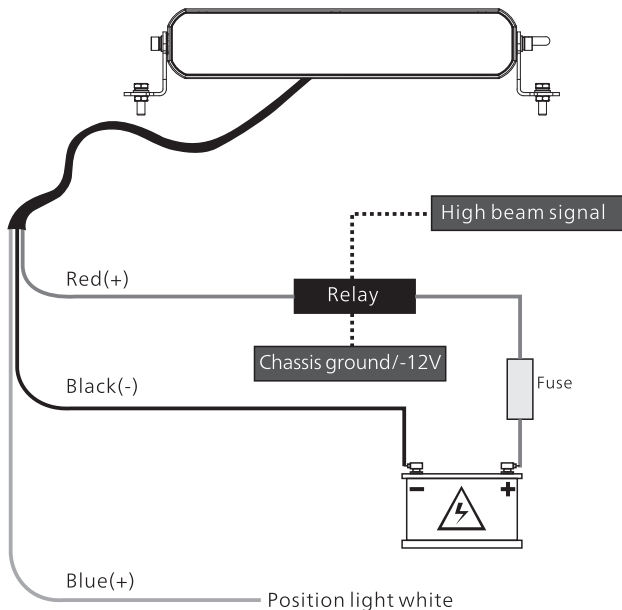 High beam signal
Red(+)
Relay
Chassis ground/-12V
Fuse
Black(-)
- +
Blue(+)
Position light white